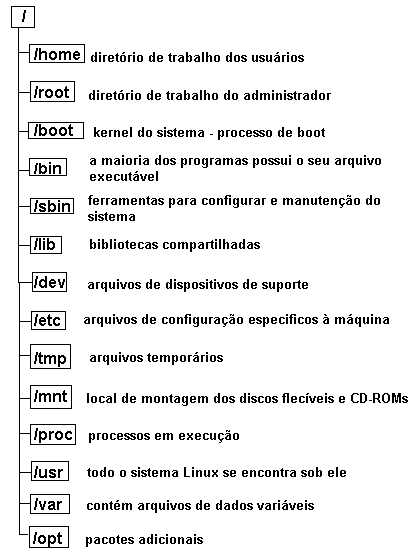 /
/home diretório de trabalho dos usuários
/root diretório de trabalho do administrador
/boot kernel do sistema - processo de boot
/bin a maioria dos programas possui o seu arquivo
executável
/sbin ferramentas para configurar e manutenção do
sistema
/lib bibliotecas compartilhadas
/dev arquivos de dispositivos de suporte
/etc arquivos de configuração especificos à máquina
/tmp arquivos temporários
/mnt local de montagem dos discos flecíveis e CD-ROMs
/proc processos em execução
/usr todo o sistema Linux se encontra sob ele
/var contém arquivos de dados variáveis
/opt pacotes adicionais